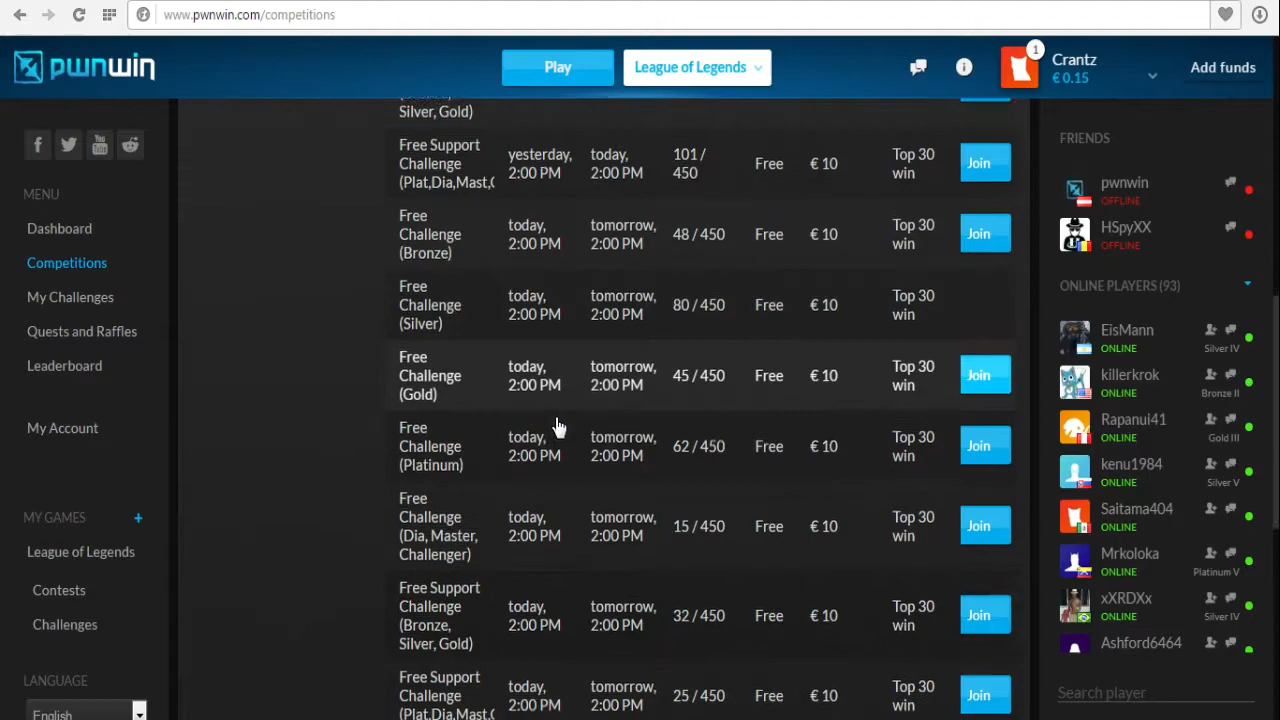 www.pwnwin.com/competitions
pwnwin
Play
League of Legends
1
Crantz
€ 0.15
Add funds
MENU
Dashboard
Competitions
My Challenges
Quests and Raffles
Leaderboard
My Account
MY GAMES +
League of Legends
Contests
Challenges
LANGUAGE
English
Silver, Gold)
Free Support
Challenge
(Plat,Dia,Mast,C
yesterday,
2:00 PM
today,
2:00 PM
101 /
450
Free
€ 10
Top 30
win
Join
Free
Challenge
(Bronze)
today,
2:00 PM
tomorrow,
2:00 PM
48 / 450
Free
€ 10
Top 30
win
Join
Free
Challenge
(Silver)
today,
2:00 PM
tomorrow,
2:00 PM
80 / 450
Free
€ 10
Top 30
win
Free
Challenge
(Gold)
today,
2:00 PM
tomorrow,
2:00 PM
45 / 450
Free
€ 10
Top 30
win
Join
Free
Challenge
(Platinum)
today,
2:00 PM
tomorrow,
2:00 PM
62 / 450
Free
€ 10
Top 30
win
Join
Free
Challenge
(Dia, Master,
Challenger)
today,
2:00 PM
tomorrow,
2:00 PM
15 / 450
Free
€ 10
Top 30
win
Join
Free Support
Challenge
(Bronze,
Silver, Gold)
today,
2:00 PM
tomorrow,
2:00 PM
32 / 450
Free
€ 10
Top 30
win
Join
Free Support
Challenge
(Plat,Dia,Mast,C
today,
2:00 PM
tomorrow,
2:00 PM
25 / 450
Free
€ 10
Top 30
win
Join
FRIENDS
pwnwin
OFFLINE
HSpyXX
OFFLINE
ONLINE PLAYERS (93)
EisMann
ONLINE
Silver IV
killerkrok
ONLINE
Bronze II
Rapanui41
ONLINE
Gold III
kenu1984
ONLINE
Silver V
Saitama404
ONLINE
Mrkoloka
ONLINE
Platinum V
xXRDXx
ONLINE
Silver IV
Ashford6464
Search player